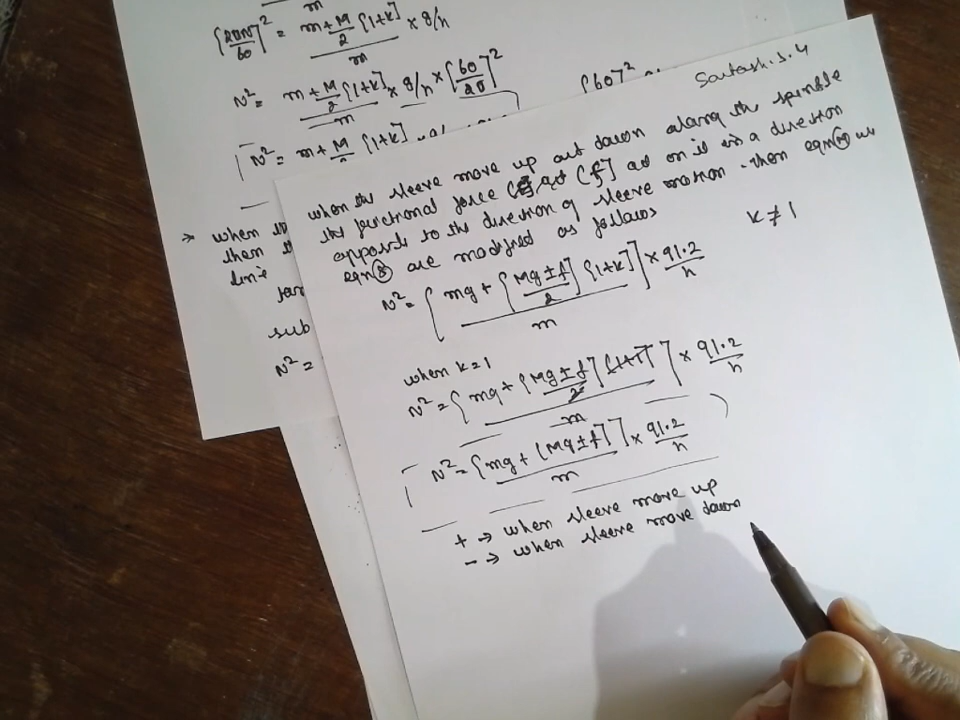 m
{2πN/60}² = m + M/2 {1+k} / m × g/h
N² = m + M/2 {1+k} / m × g/h × {60/2π}²
{60}²
N² = m + M/2 {1+k}
→ when
then
line
sub
N² =
Santosh.S.4
when the sleeve move up and down along the spindle
the frictional force (f) act on it in a direction
opposite to the direction of sleeve motion. then eqn
eqn are modified as follows
k ≠ 1
N² = { mg + { Mg ± f / 2 } {1+k} / m } × 91.2/h
when k = 1
N² = { mg + { Mg ± f / 2 } {1+1} / m } × 91.2/h
N² = { mg + (Mg ± f) / m } × 91.2/h
+ → when sleeve move up
- → when sleeve move down